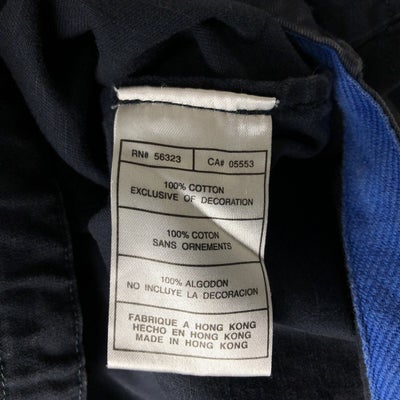 RN# 56323 CA# 05553
100% COTTON
EXCLUSIVE OF DECORATION
100% COTON
SANS ORNEMENTS
100% ALGODON
NO INCLUYE LA DECORACION
FABRIQUE A HONG KONG
HECHO EN HONG KONG
MADE IN HONG KONG